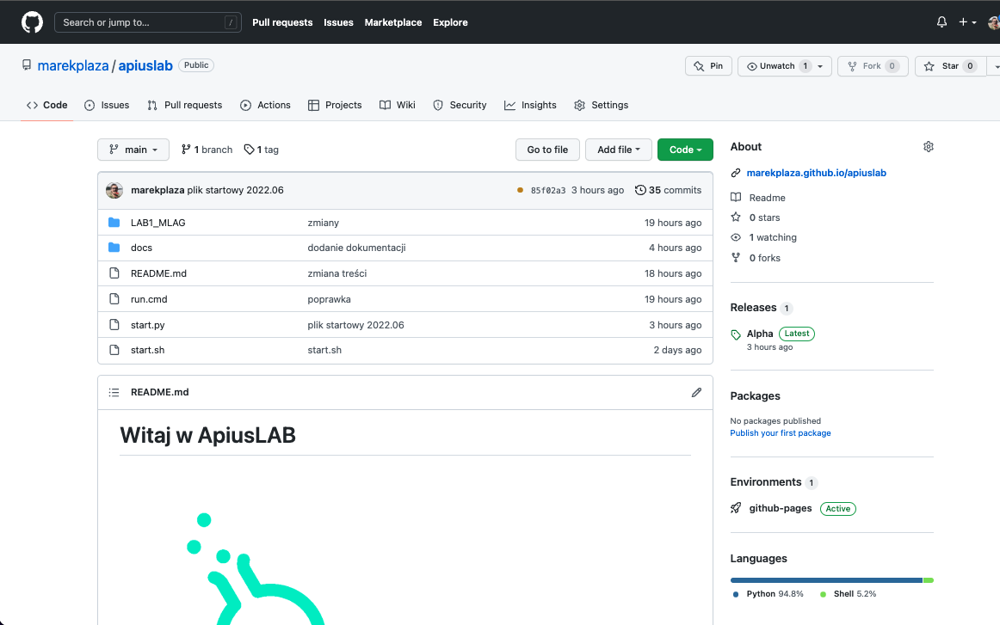 Search or jump to... / Pull requests Issues Marketplace Explore
marekplaza / apiuslab Public Pin Unwatch 1 Fork 0 Star 0
Code Issues Pull requests Actions Projects Wiki Security Insights Settings
main 1 branch 1 tag Go to file Add file Code
marekplaza plik startowy 2022.06 85f02a3 3 hours ago 35 commits
LAB1_MLAG zmiany 19 hours ago
docs dodanie dokumentacji 4 hours ago
README.md zmiana treści 18 hours ago
run.cmd poprawka 19 hours ago
start.py plik startowy 2022.06 3 hours ago
start.sh start.sh 2 days ago
README.md
Witaj w ApiusLAB
About
marekplaza.github.io/apiuslab
Readme
0 stars
1 watching
0 forks
Releases 1
Alpha Latest
3 hours ago
Packages
No packages published
Publish your first package
Environments 1
github-pages Active
Languages
Python 94.8% Shell 5.2%